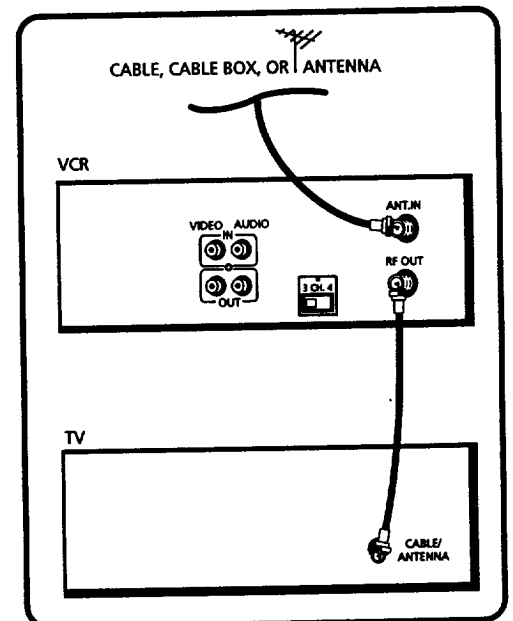 CABLE, CABLE BOX, OR ANTENNA
VCR
ANT.IN
VIDEO AUDIO
IN
RF OUT
3 CH. 4
OUT
TV
CABLE/
ANTENNA